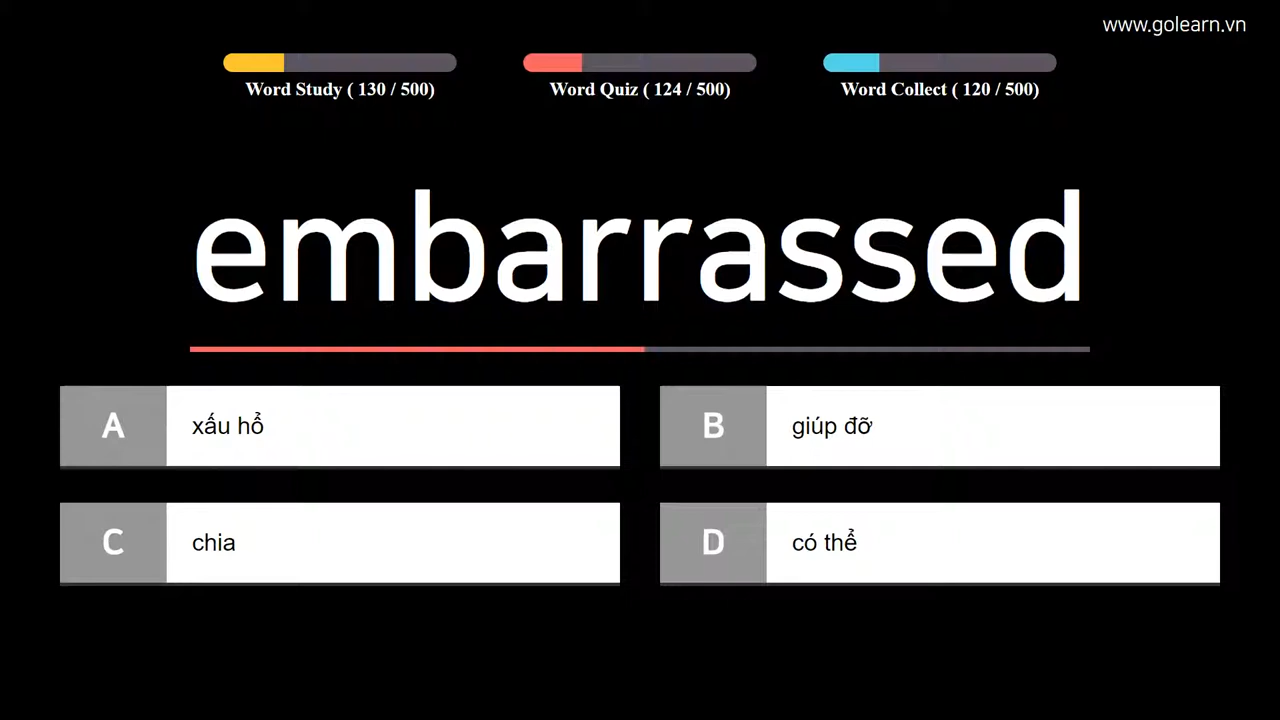 www.golearn.vn
Word Study ( 130 / 500)
Word Quiz ( 124 / 500)
Word Collect ( 120 / 500)
embarrassed
A xấu hổ
B giúp đỡ
C chia
D có thể